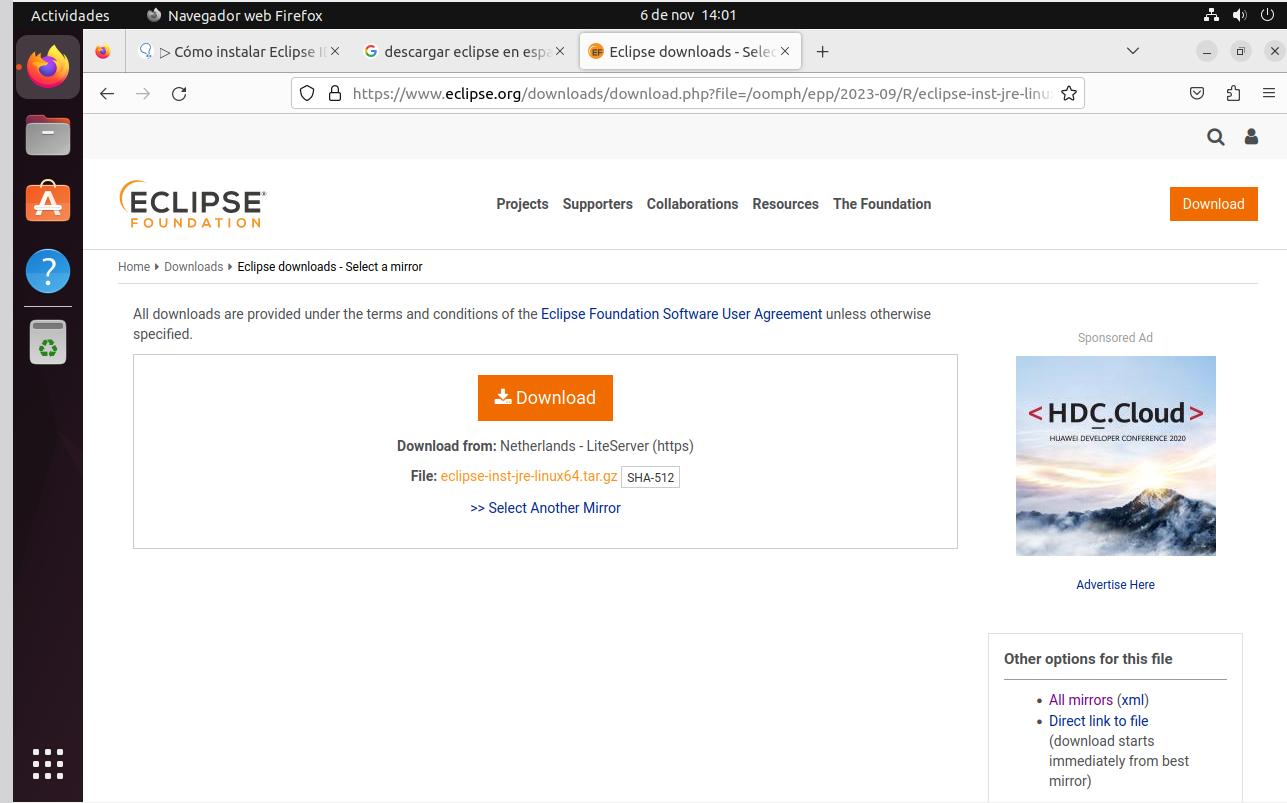 Actividades
Navegador web Firefox
6 de nov 14:01
▷ Cómo instalar Eclipse I
descargar eclipse en espa
Eclipse downloads - Selec
https://www.eclipse.org/downloads/download.php?file=/oomph/epp/2023-09/R/eclipse-inst-jre-linu
ECLIPSE
FOUNDATION
Projects Supporters Collaborations Resources The Foundation
Download
Home Downloads Eclipse downloads - Select a mirror
All downloads are provided under the terms and conditions of the Eclipse Foundation Software User Agreement unless otherwise
specified.
Download
Download from: Netherlands - LiteServer (https)
File: eclipse-inst-jre-linux64.tar.gz SHA-512
>> Select Another Mirror
Sponsored Ad
<HDC.Cloud>
HUAWEI DEVELOPER CONFERENCE 2020
Advertise Here
Other options for this file
• All mirrors (xml)
• Direct link to file
(download starts
immediately from best
mirror)